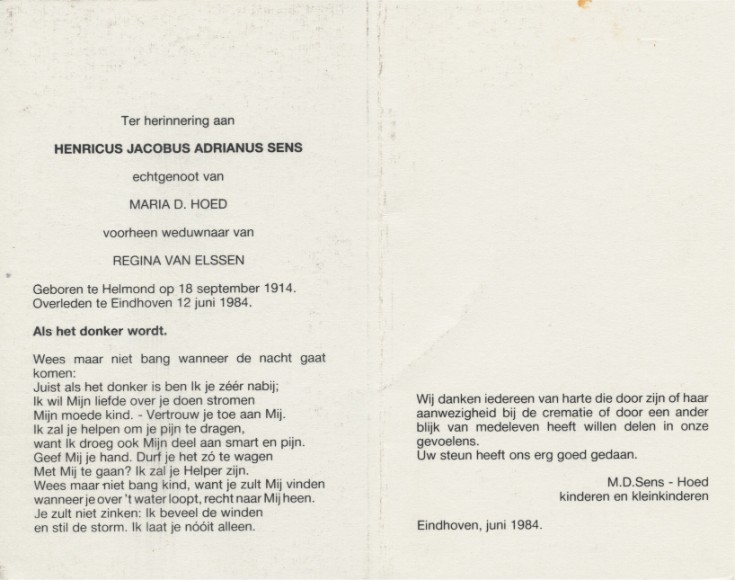 Ter herinnering aan
HENRICUS JACOBUS ADRIANUS SENS
echtgenoot van
MARIA D. HOED
voorheen weduwnaar van
REGINA VAN ELSSEN
Geboren te Helmond op 18 september 1914.
Overleden te Eindhoven 12 juni 1984.
Als het donker wordt.
Wees maar niet bang wanneer de nacht gaat
komen:
Juist als het donker is ben Ik je zéér nabij;
Ik wil Mijn liefde over je doen stromen
Mijn moede kind. - Vertrouw je toe aan Mij.
Ik zal je helpen om je pijn te dragen,
want Ik droeg ook Mijn deel aan smart en pijn.
Geef Mij je hand. Durf je het zó te wagen
Met Mij te gaan? Ik zal je Helper zijn.
Wees maar niet bang kind, want je zult Mij vinden
wanneer je over 't water loopt, recht naar Mij heen.
Je zult niet zinken: Ik beveel de winden
en stil de storm. Ik laat je nóóit alleen.
Wij danken iedereen van harte die door zijn of haar
aanwezigheid bij de crematie of door een ander
blijk van medeleven heeft willen delen in onze
gevoelens.
Uw steun heeft ons erg goed gedaan.
M.D.Sens - Hoed
kinderen en kleinkinderen
Eindhoven, juni 1984.